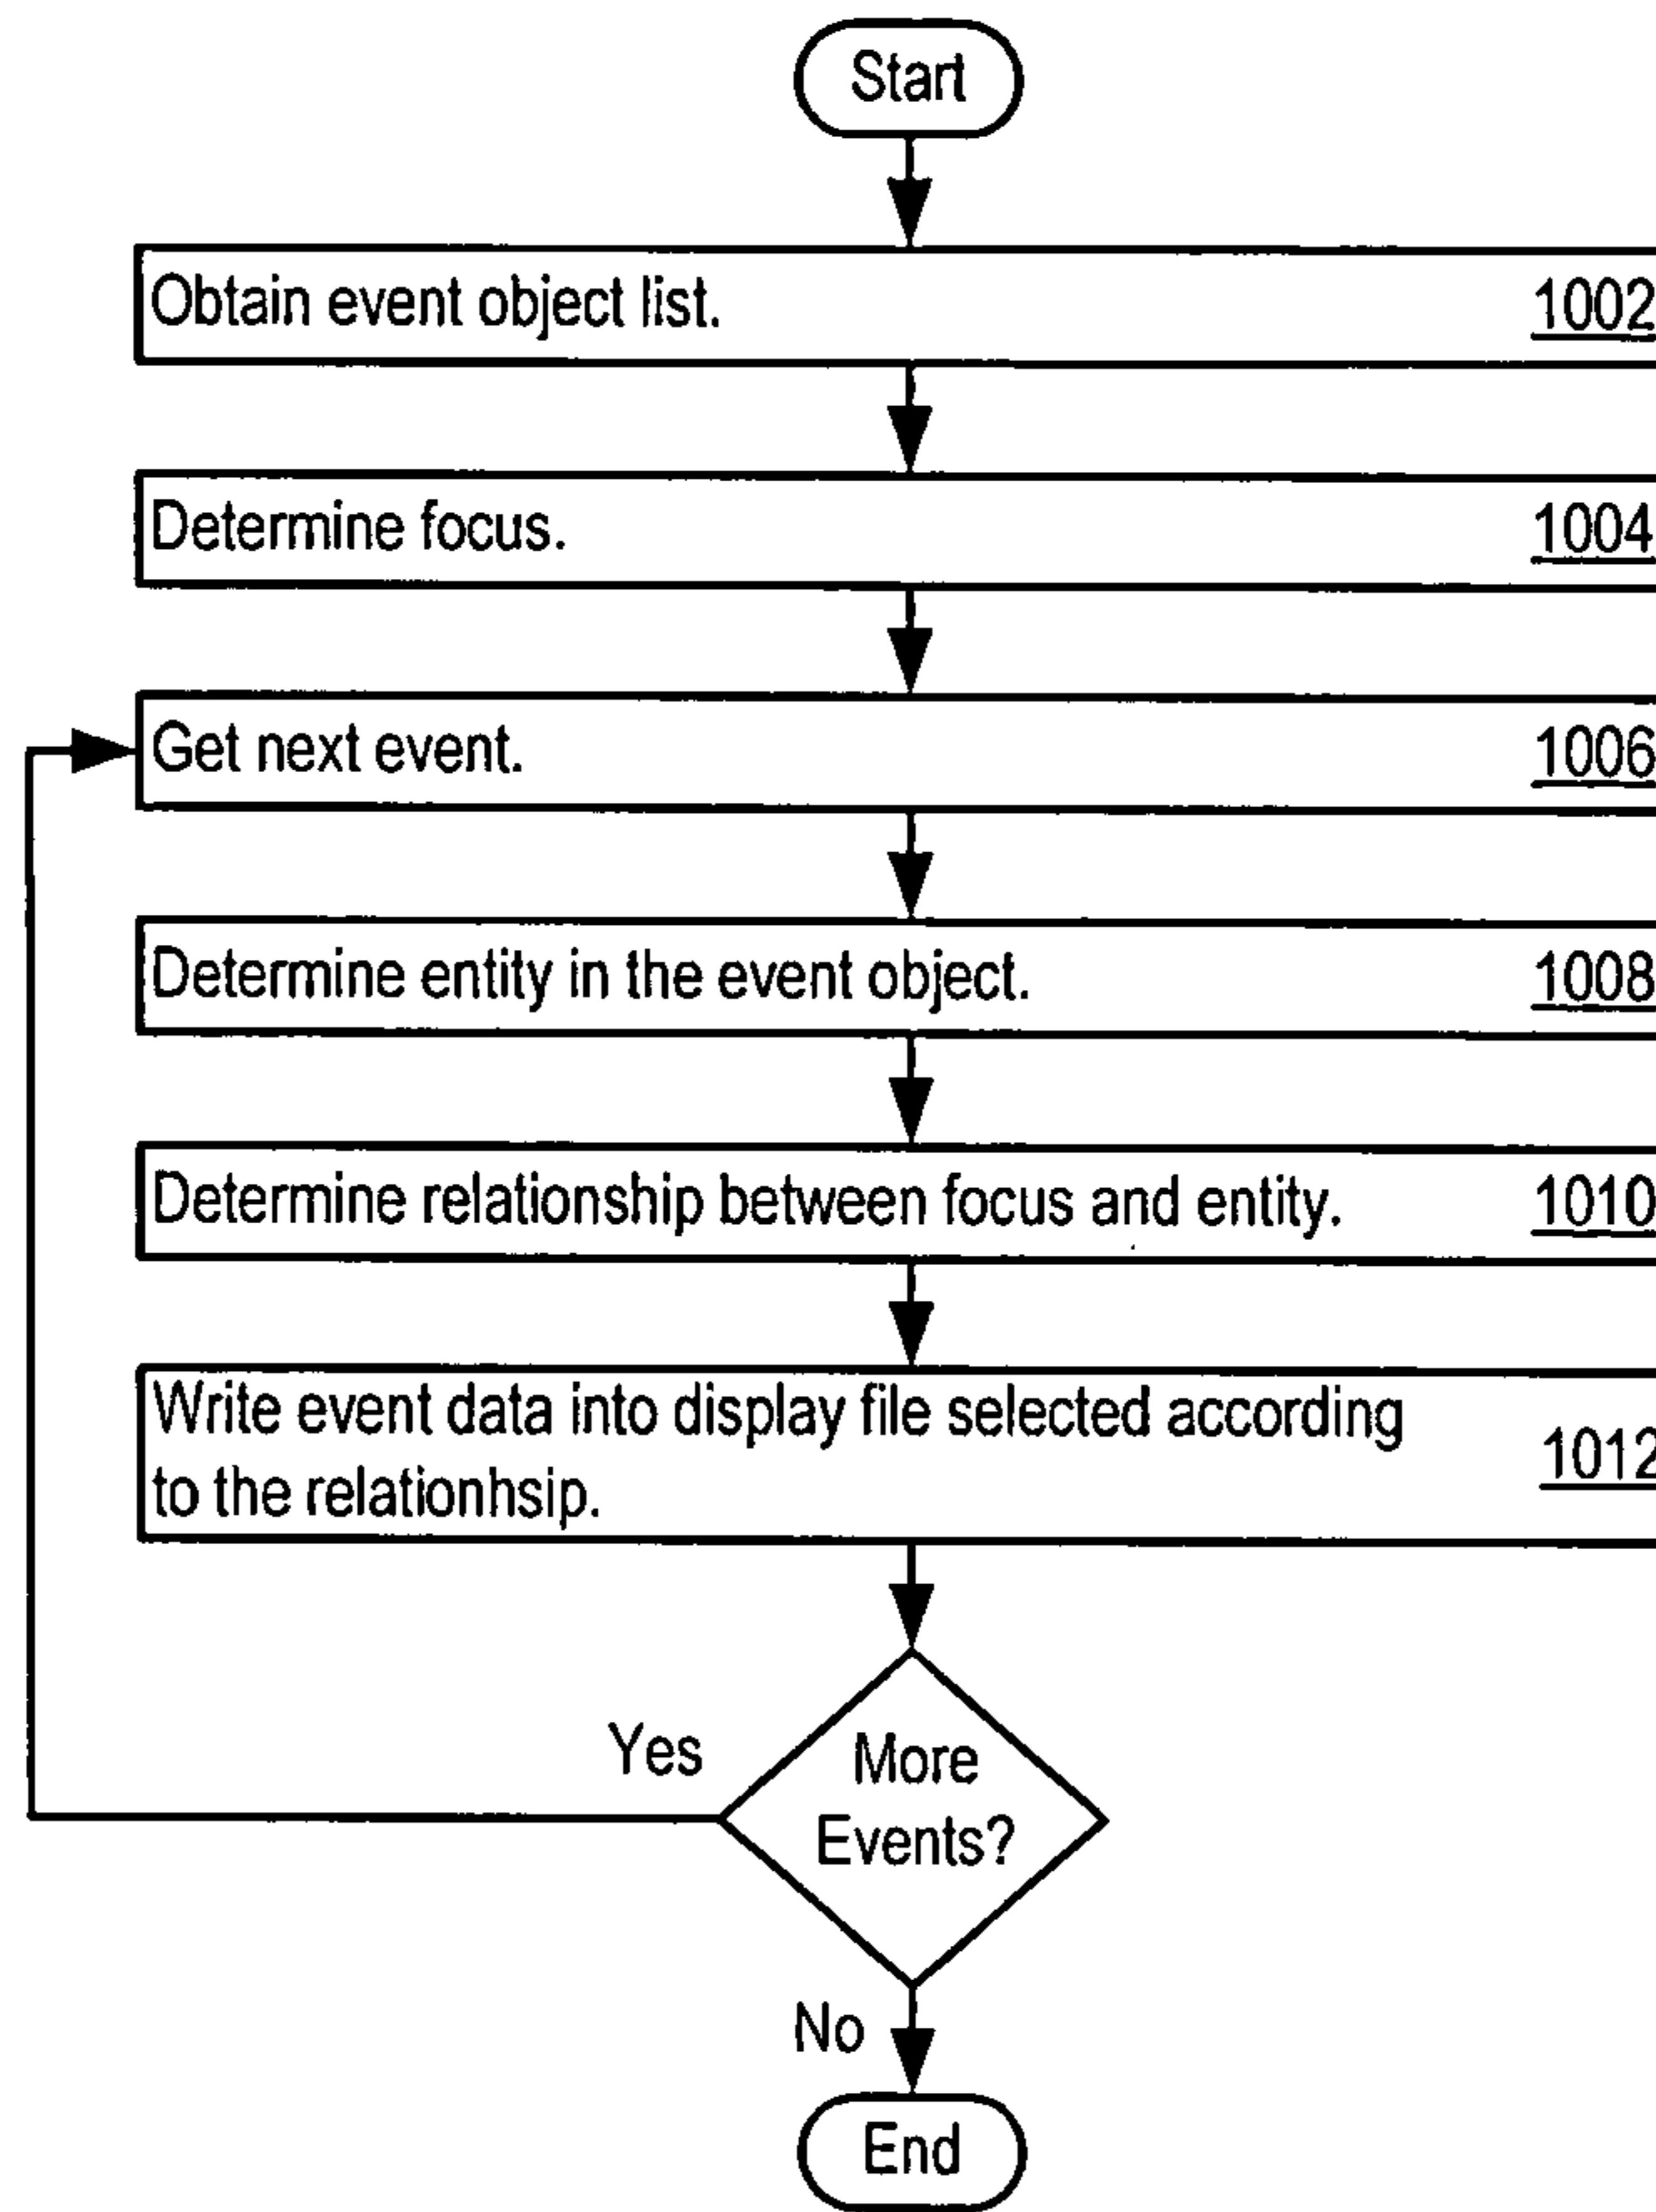 Start
Obtain event object list. 1002
Determine focus. 1004
Get next event. 1006
Determine entity in the event object. 1008
Determine relationship between focus and entity. 1010
Write event data into display file selected according
to the relationhsip. 1012
Yes
More
Events?
No
End